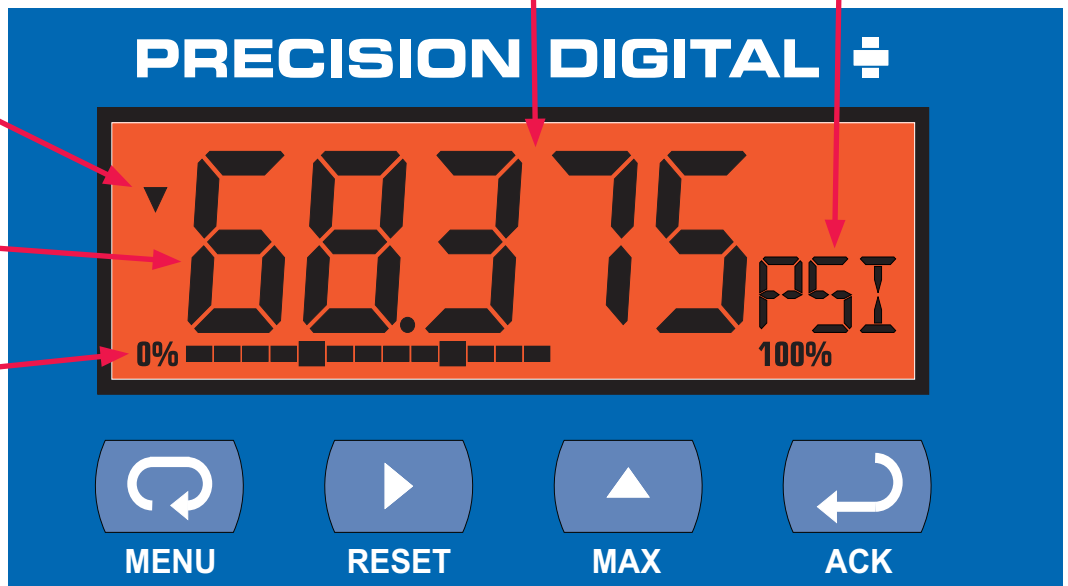 PRECISION DIGITAL
68.375 PSI
0% 100%
MENU RESET MAX ACK